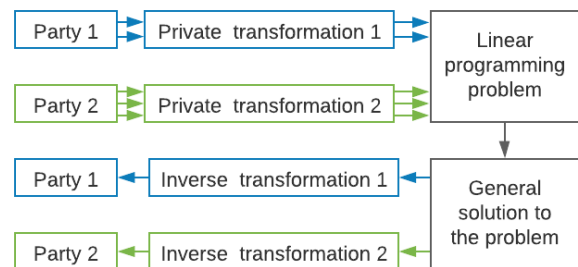 Party 1
Private transformation 1
Linear
programming
problem
Party 2
Private transformation 2
Party 1
Inverse transformation 1
General
solution to
the problem
Party 2
Inverse transformation 2